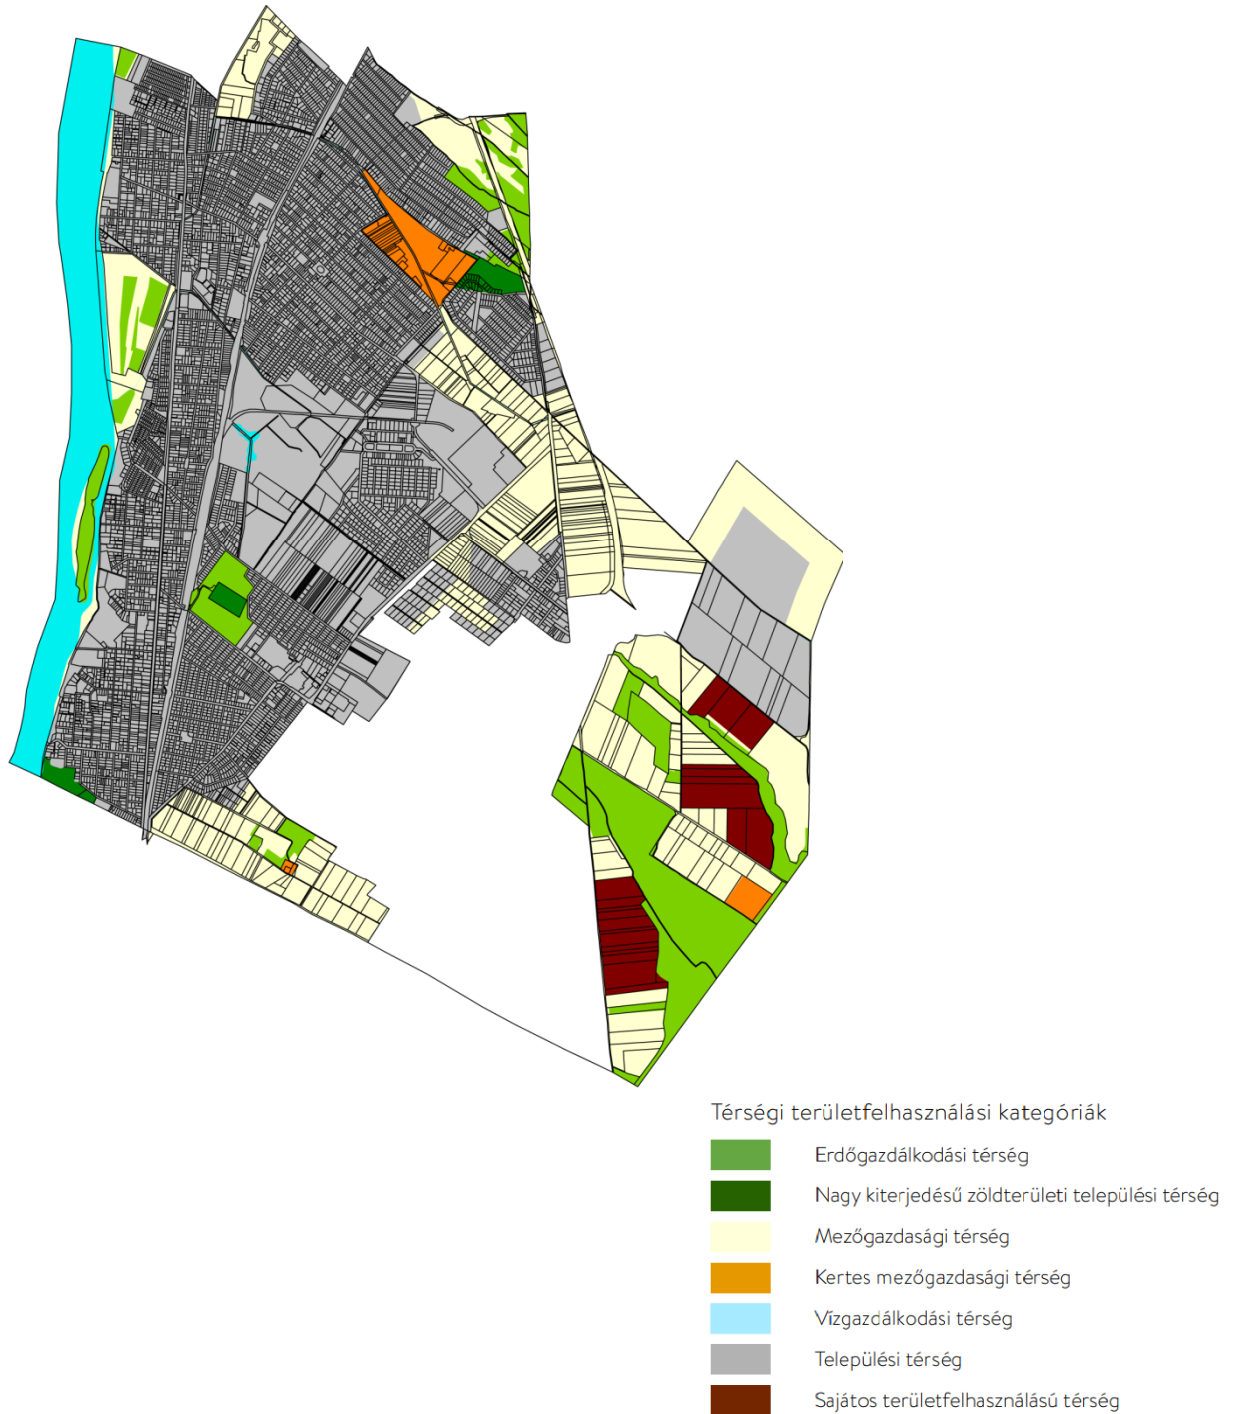 Térségi területfelhasználási kategóriák
Erdőgazdálkodási térség
Nagy kiterjedésű zöldterületi települési térség
Mezőgazdasági térség
Kertes mezőgazdasági térség
Vízgazdálkodási térség
Települési térség
Sajátos területfelhasználású térség